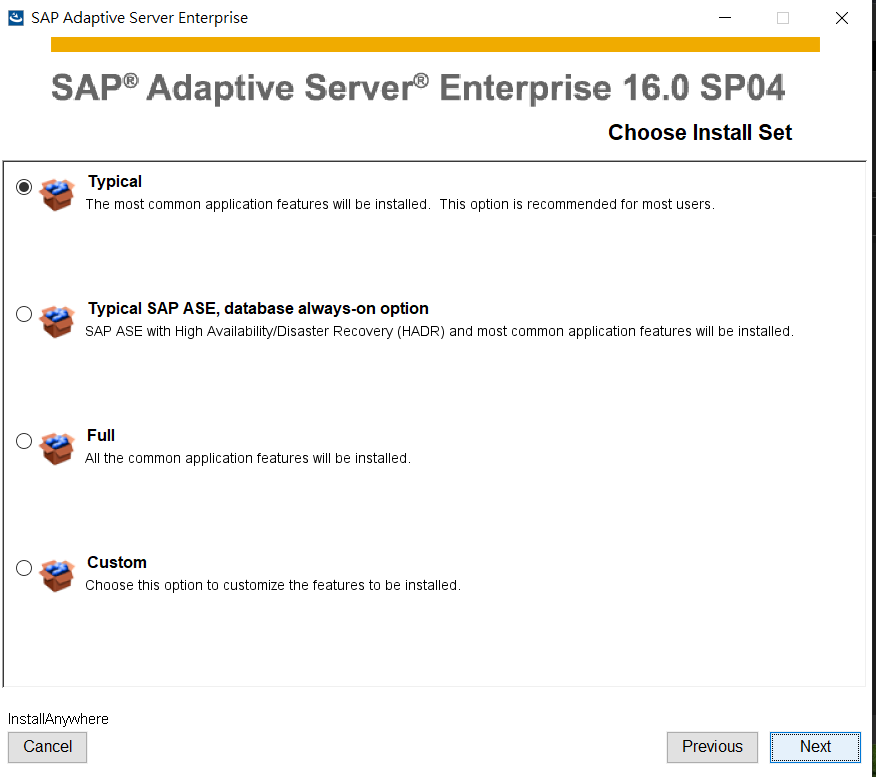 SAP Adaptive Server Enterprise
SAP® Adaptive Server® Enterprise 16.0 SP04
Choose Install Set
Typical
The most common application features will be installed.  This option is recommended for most users.
Typical SAP ASE, database always-on option
SAP ASE with High Availability/Disaster Recovery (HADR) and most common application features will be installed.
Full
All the common application features will be installed.
Custom
Choose this option to customize the features to be installed.
InstallAnywhere
Cancel Previous Next